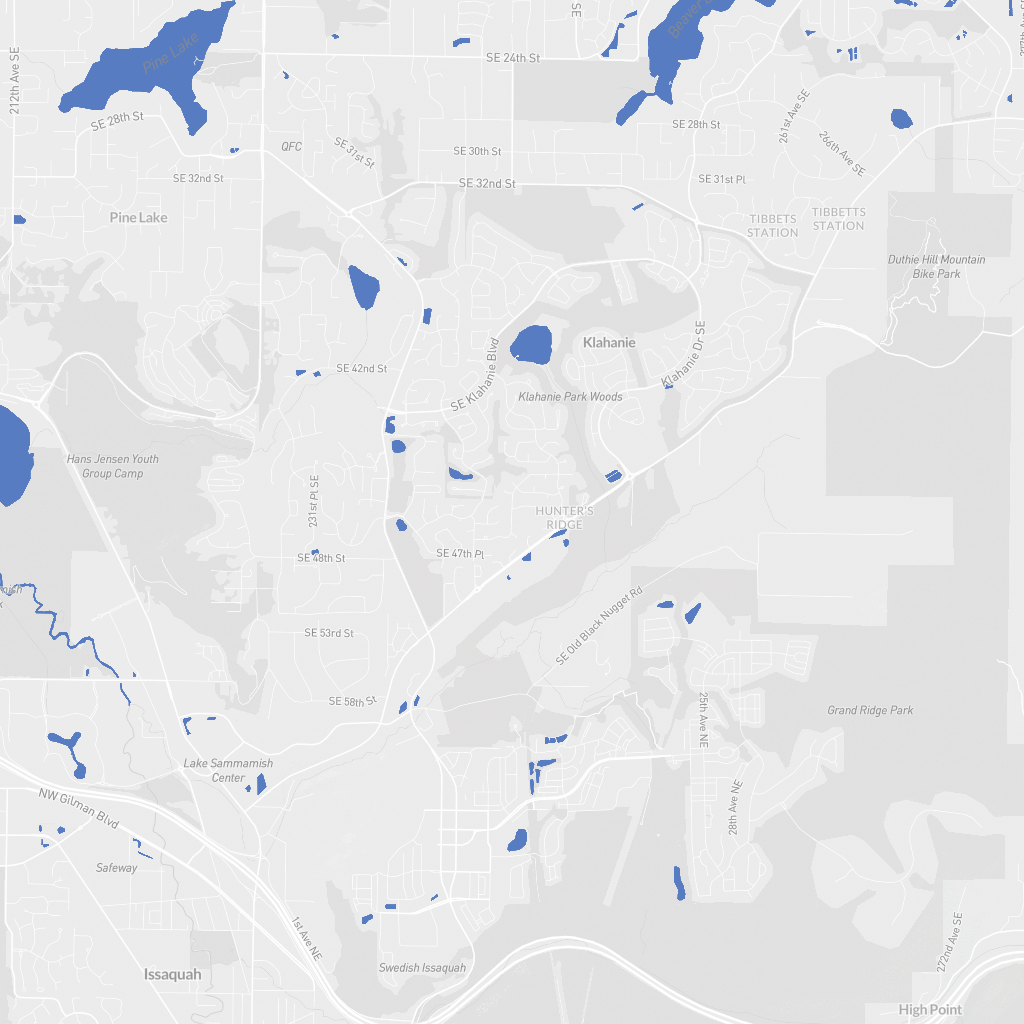 SE
Beaver
Pine Lake
SE 24th St
277th Ave SE
212th Ave SE
SE 28th St
SE 28th St
261st Ave SE
266th Ave SE
QFC
SE 31st St
SE 30th St
SE 32nd St
SE 32nd St
SE 31st Pl
Pine Lake
TIBBETS
STATION
TIBBETTS
STATION
Duthie Hill Mountain
Bike Park
Klahanie
SE Klahanie Blvd
Klahanie Dr SE
SE 42nd St
Klahanie Park Woods
Hans Jensen Youth
Group Camp
231st Pl SE
HUNTER'S
RIDGE
SE 48th St
SE 47th Pl
SE Old Black Nugget Rd
SE 53rd St
SE 58th St
25th Ave NE
Grand Ridge Park
Lake Sammamish
Center
NW Gilman Blvd
28th Ave NE
Safeway
1st Ave NE
272nd Ave SE
Swedish Issaquah
Issaquah
High Point